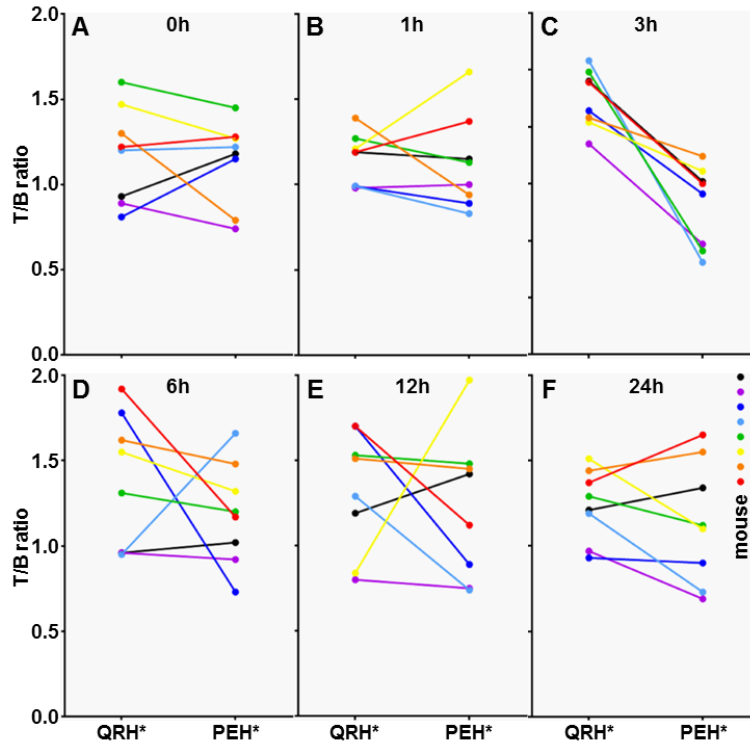 A 0h
B 1h
C 3h
2.0
1.5
1.0
0.5
0.0
T/B ratio
D 6h
E 12h
F 24h
2.0
1.5
1.0
0.5
0.0
T/B ratio
mouse
QRH* PEH* QRH* PEH* QRH* PEH*